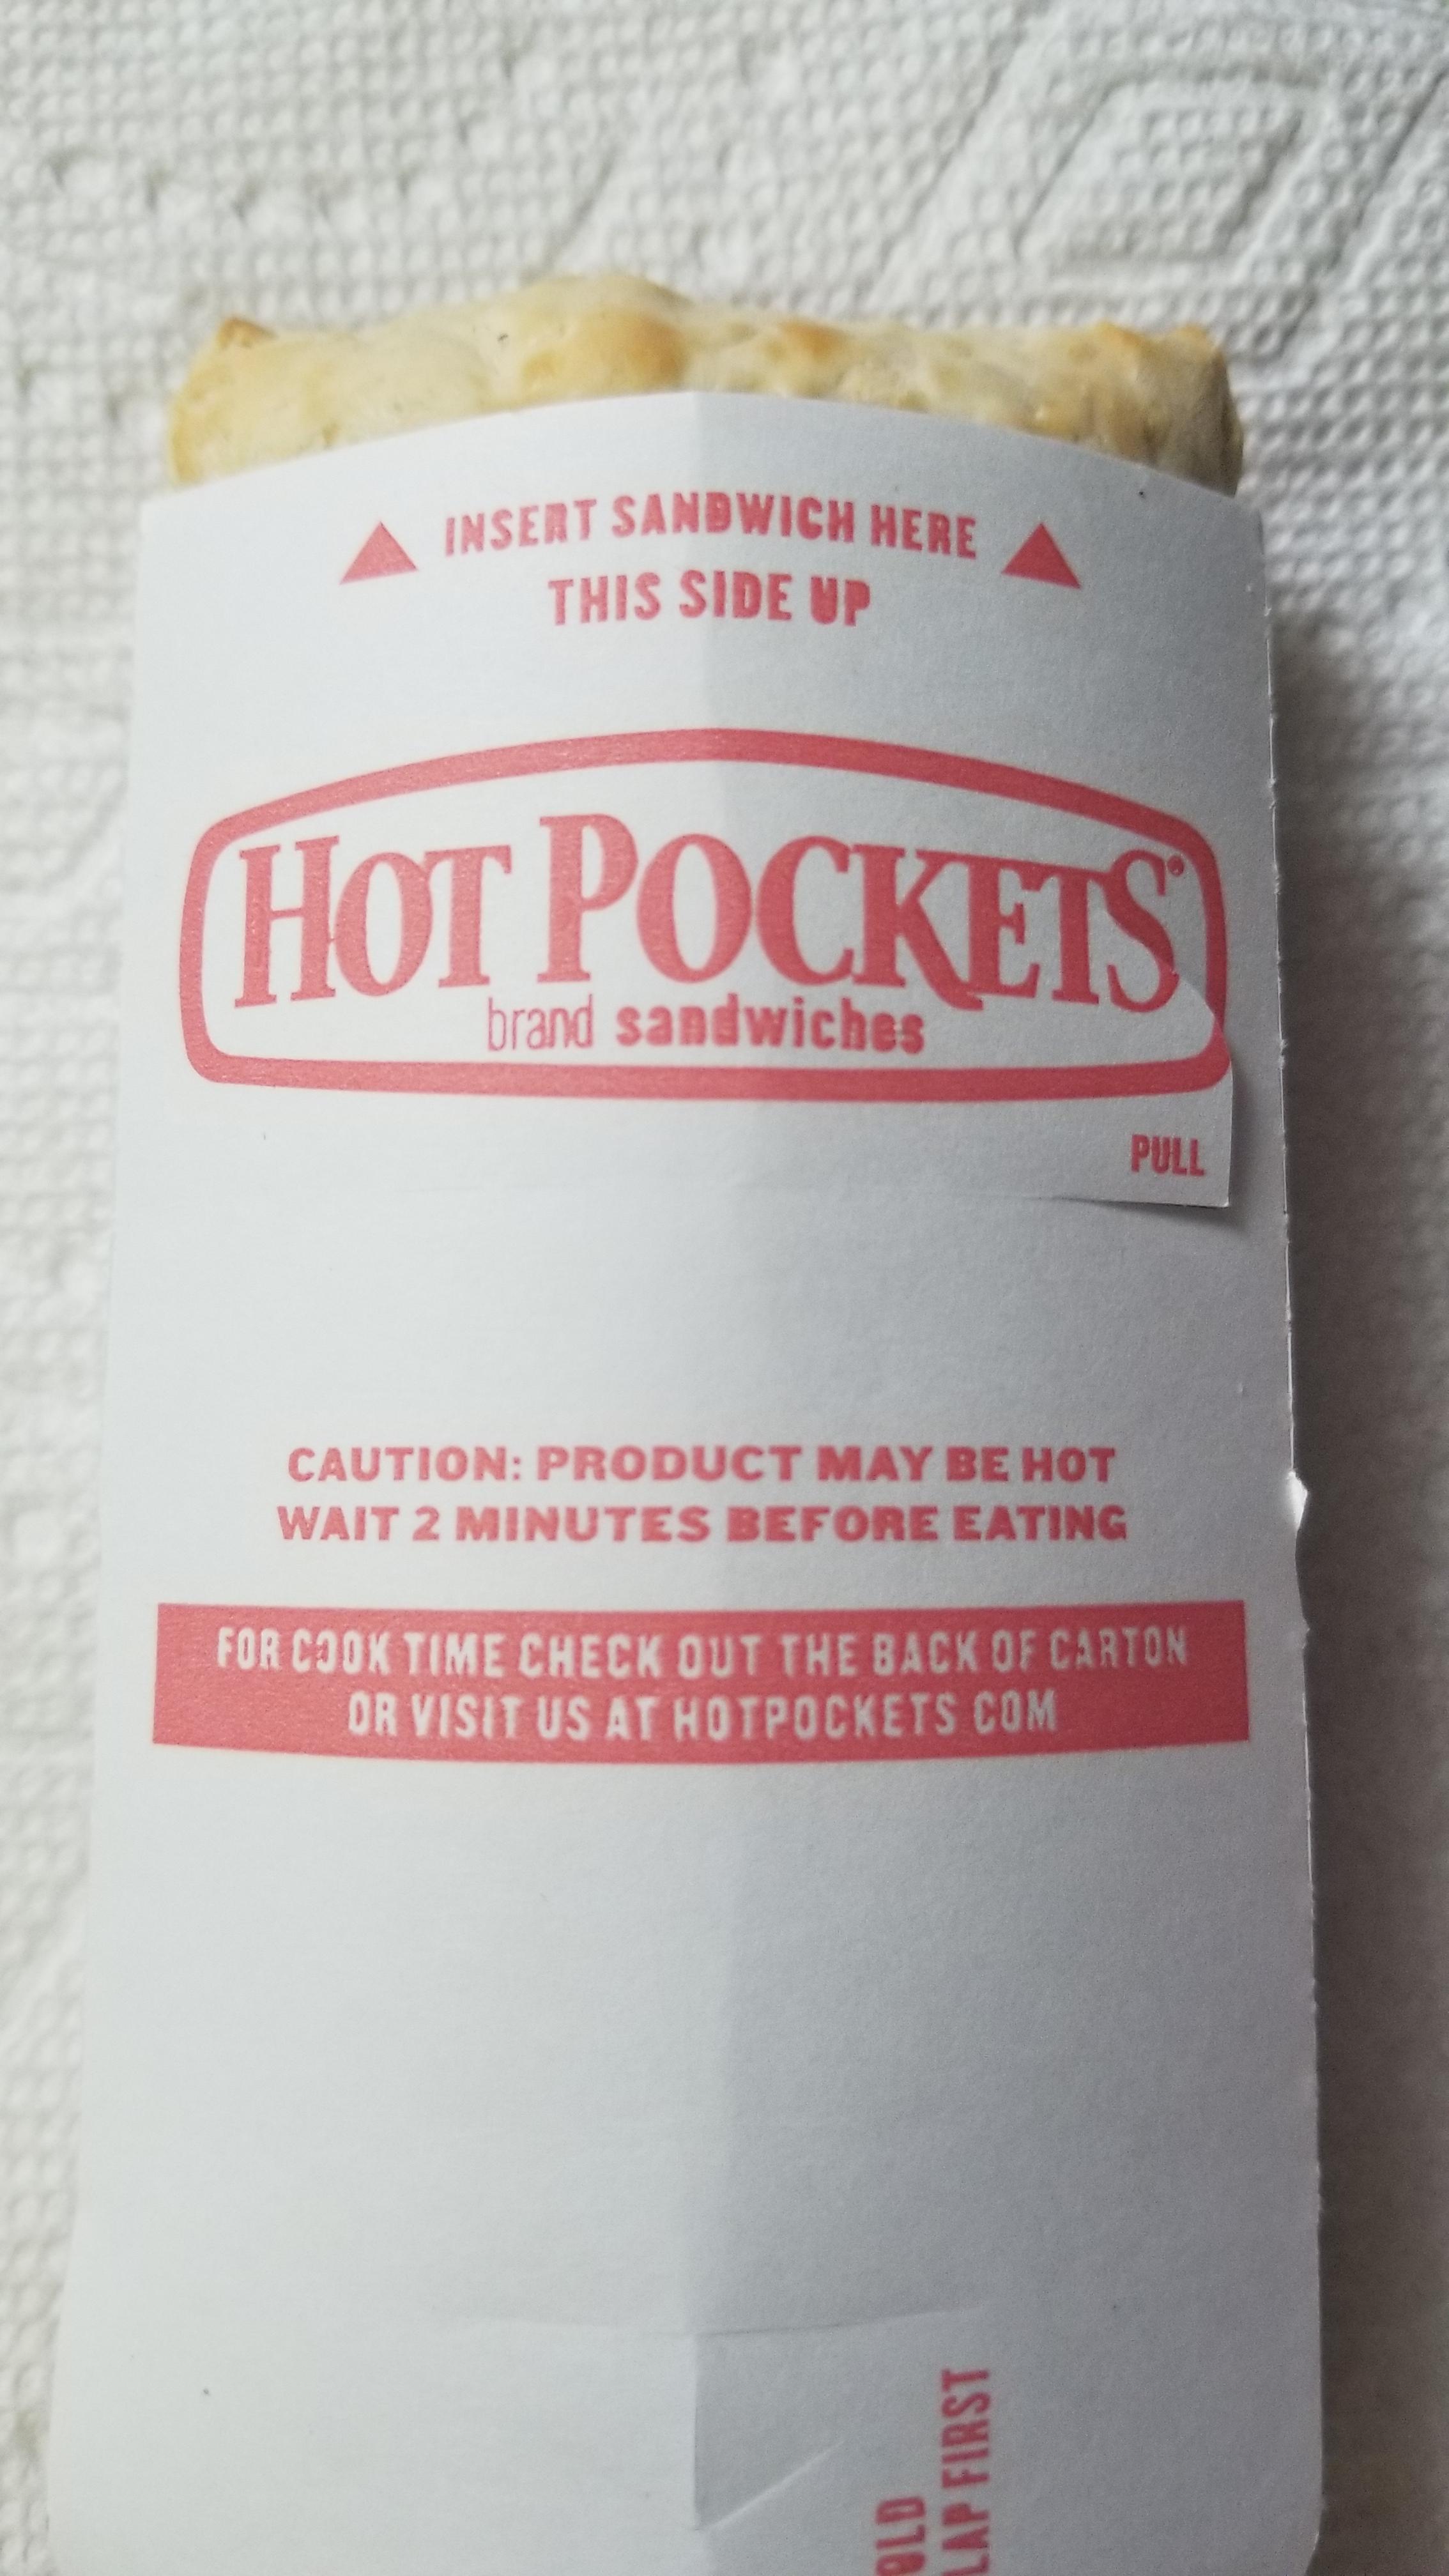 INSERT SANDWICH HERE
THIS SIDE UP
HOT POCKETS®
brand sandwiches
PULL
CAUTION: PRODUCT MAY BE HOT
WAIT 2 MINUTES BEFORE EATING
FOR COOK TIME CHECK OUT THE BACK OF CARTON
OR VISIT US AT HOTPOCKETS COM
OLD
LAP FIRST